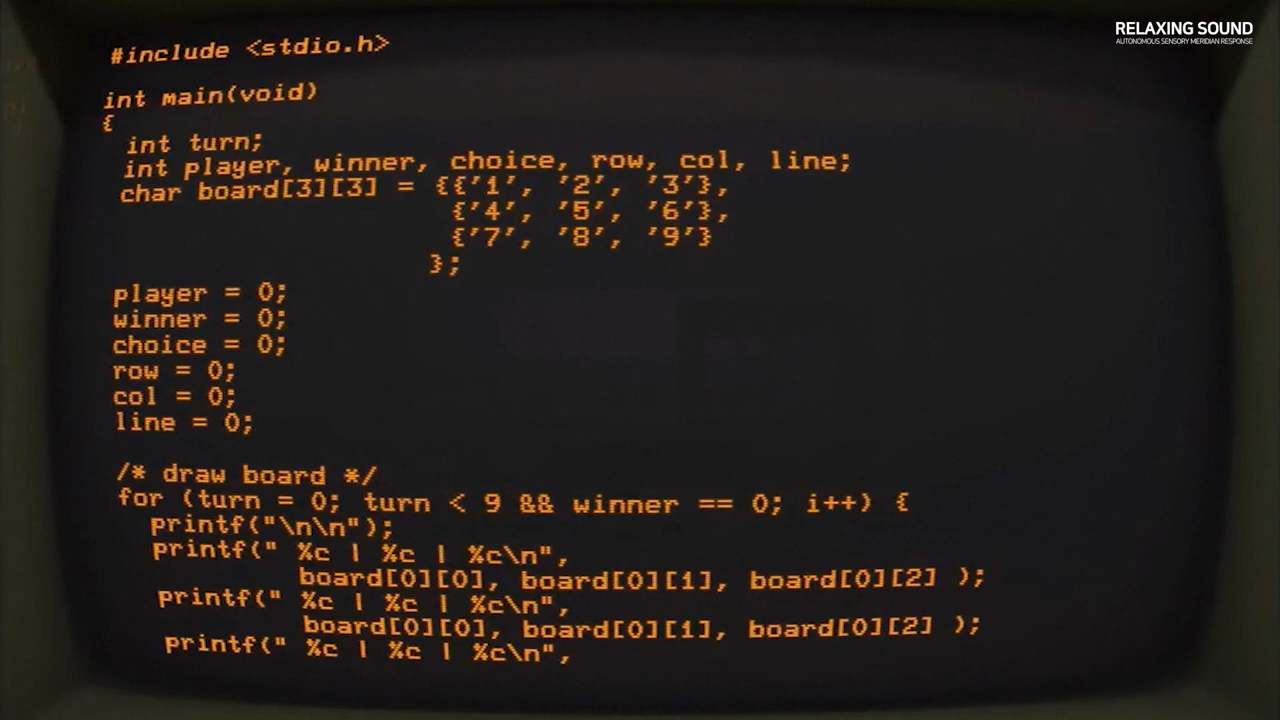 RELAXING SOUND
AUTONOMOUS SENSORY MERIDIAN RESPONSE
#include <stdio.h>
int main(void)
{
int turn;
int player, winner, choice, row, col, line;
char board[3][3] = {{'1', '2', '3'},
{'4', '5', '6'},
{'7', '8', '9'}
};
player = 0;
winner = 0;
choice = 0;
row = 0;
col = 0;
line = 0;
/* draw board */
for (turn = 0; turn < 9 && winner == 0; i++) {
printf("\n\n");
printf(" %c | %c | %c\n",
board[0][0], board[0][1], board[0][2] );
printf(" %c | %c | %c\n",
board[0][0], board[0][1], board[0][2] );
printf(" %c | %c | %c\n",